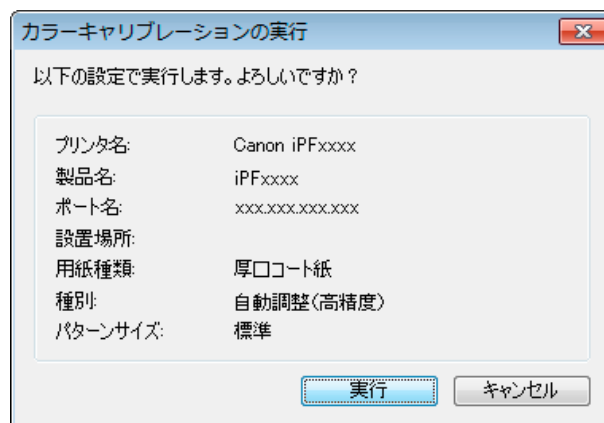 カラーキャリブレーションの実行
以下の設定で実行します。よろしいですか？
プリンタ名: Canon iPFxxxx
製品名: iPFxxxx
ポート名: xxx.xxx.xxx.xxx
設置場所:
用紙種類: 厚口コート紙
種別: 自動調整(高精度)
パターンサイズ: 標準
実行 キャンセル